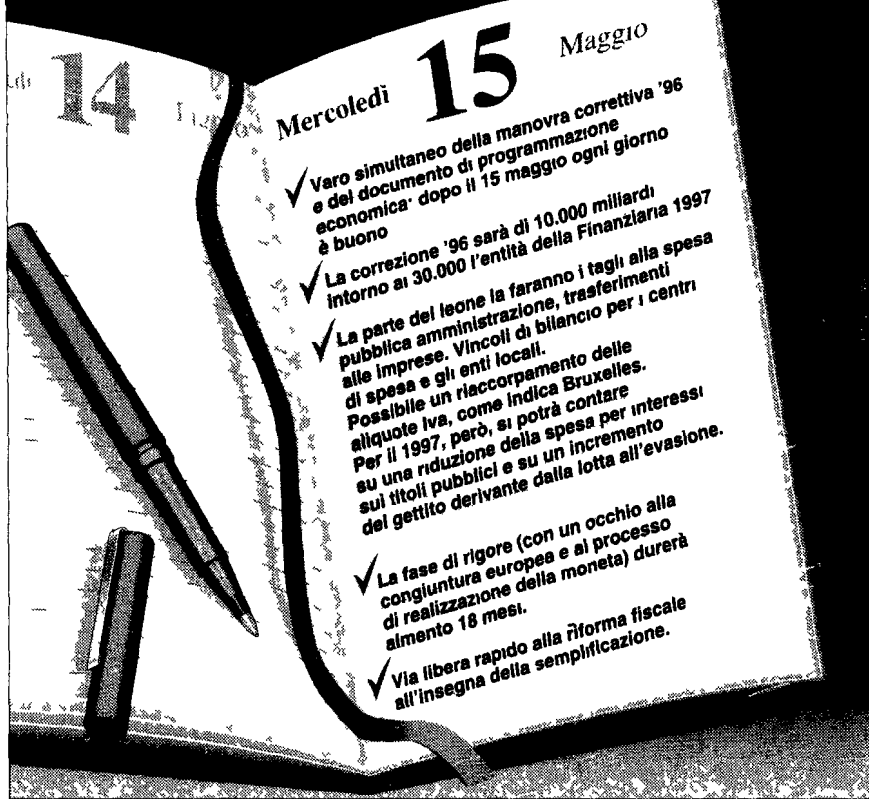 14
Mercoledì 15 Maggio
Varo simultaneo della manovra correttiva '96
e del documento di programmazione
economica· dopo il 15 maggio ogni giorno
è buono
La correzione '96 sarà di 10.000 miliardi
intorno ai 30.000 l'entità della Finanziaria 1997
La parte del leone la faranno i tagli alla spesa
pubblica amministrazione, trasferimenti
alle imprese. Vincoli di bilancio per i centri
di spesa e gli enti locali.
Possibile un riaccorpamento delle
aliquote Iva, come indica Bruxelles.
Per il 1997, però, si potrà contare
su una riduzione della spesa per interessi
sui titoli pubblici e su un incremento
del gettito derivante dalla lotta all'evasione.
La fase di rigore (con un occhio alla
congiuntura europea e al processo
di realizzazione della moneta) durerà
almento 18 mesi.
Via libera rapido alla riforma fiscale
all'insegna della semplificazione.